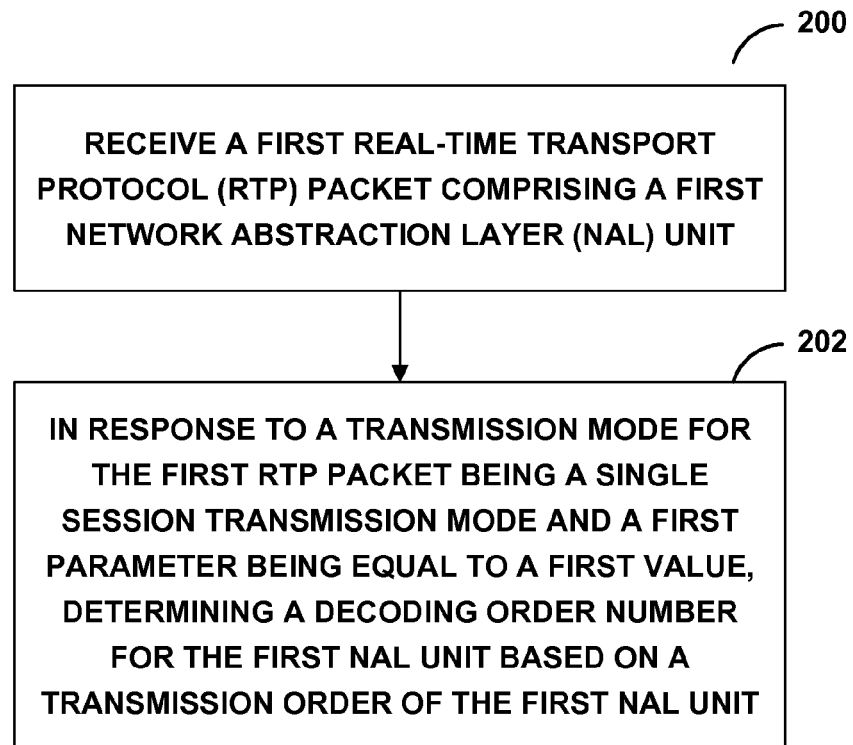 200
RECEIVE A FIRST REAL-TIME TRANSPORT
PROTOCOL (RTP) PACKET COMPRISING A FIRST
NETWORK ABSTRACTION LAYER (NAL) UNIT
202
IN RESPONSE TO A TRANSMISSION MODE FOR
THE FIRST RTP PACKET BEING A SINGLE
SESSION TRANSMISSION MODE AND A FIRST
PARAMETER BEING EQUAL TO A FIRST VALUE,
DETERMINING A DECODING ORDER NUMBER
FOR THE FIRST NAL UNIT BASED ON A
TRANSMISSION ORDER OF THE FIRST NAL UNIT